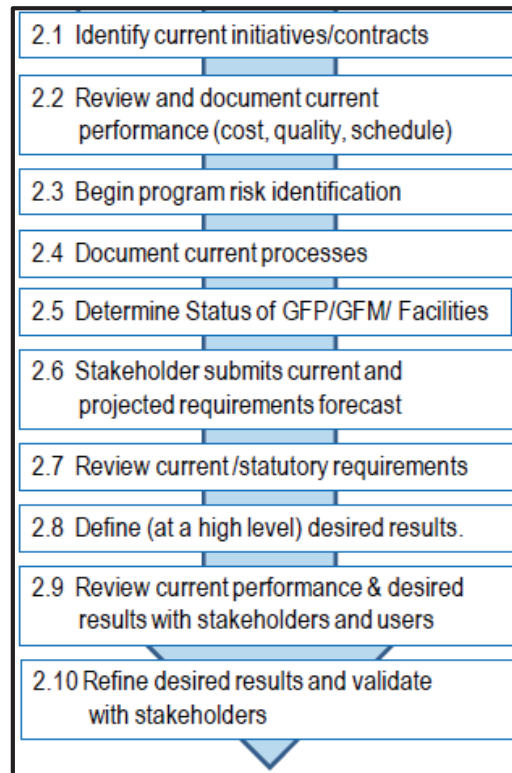 2.1 Identify current initiatives/contracts
2.2 Review and document current
performance (cost, quality, schedule)
2.3 Begin program risk identification
2.4 Document current processes
2.5 Determine Status of GFP/GFM/ Facilities
2.6 Stakeholder submits current and
projected requirements forecast
2.7 Review current /statutory requirements
2.8 Define (at a high level) desired results.
2.9 Review current performance & desired
results with stakeholders and users
2.10 Refine desired results and validate
with stakeholders